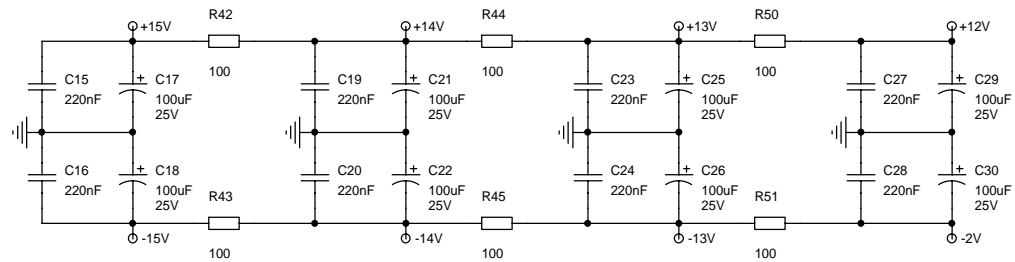 R42 R44 R50
+15V +14V +13V +12V
100 100 100
C15 C17 C19 C21 C23 C25 C27 C29
220nF 100uF 220nF 100uF 220nF 100uF 220nF 100uF
25V 25V 25V 25V
C16 C18 C20 C22 C24 C26 C28 C30
220nF 100uF 220nF 100uF 220nF 100uF 220nF 100uF
25V 25V 25V 25V
R43 R45 R51
-15V -14V -13V -2V
100 100 100